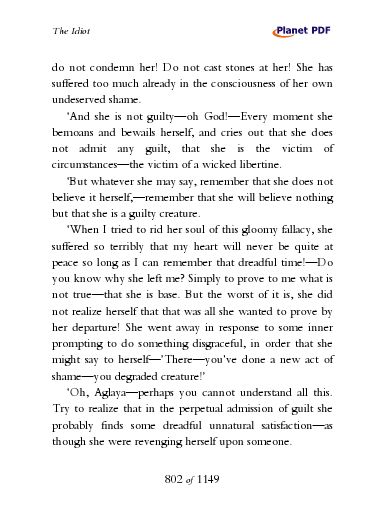 The Idiot
Planet PDF
do not condemn her! Do not cast stones at her! She has
suffered too much already in the consciousness of her own
undeserved shame.
'And she is not guilty—oh God!—Every moment she
bemoans and bewails herself, and cries out that she does
not admit any guilt, that she is the victim of
circumstances—the victim of a wicked libertine.
'But whatever she may say, remember that she does not
believe it herself,—remember that she will believe nothing
but that she is a guilty creature.
'When I tried to rid her soul of this gloomy fallacy, she
suffered so terribly that my heart will never be quite at
peace so long as I can remember that dreadful time!—Do
you know why she left me? Simply to prove to me what is
not true—that she is base. But the worst of it is, she did
not realize herself that that was all she wanted to prove by
her departure! She went away in response to some inner
prompting to do something disgraceful, in order that she
might say to herself—'There—you've done a new act of
shame—you degraded creature!'
'Oh, Aglaya—perhaps you cannot understand all this.
Try to realize that in the perpetual admission of guilt she
probably finds some dreadful unnatural satisfaction—as
though she were revenging herself upon someone.
802 of 1149